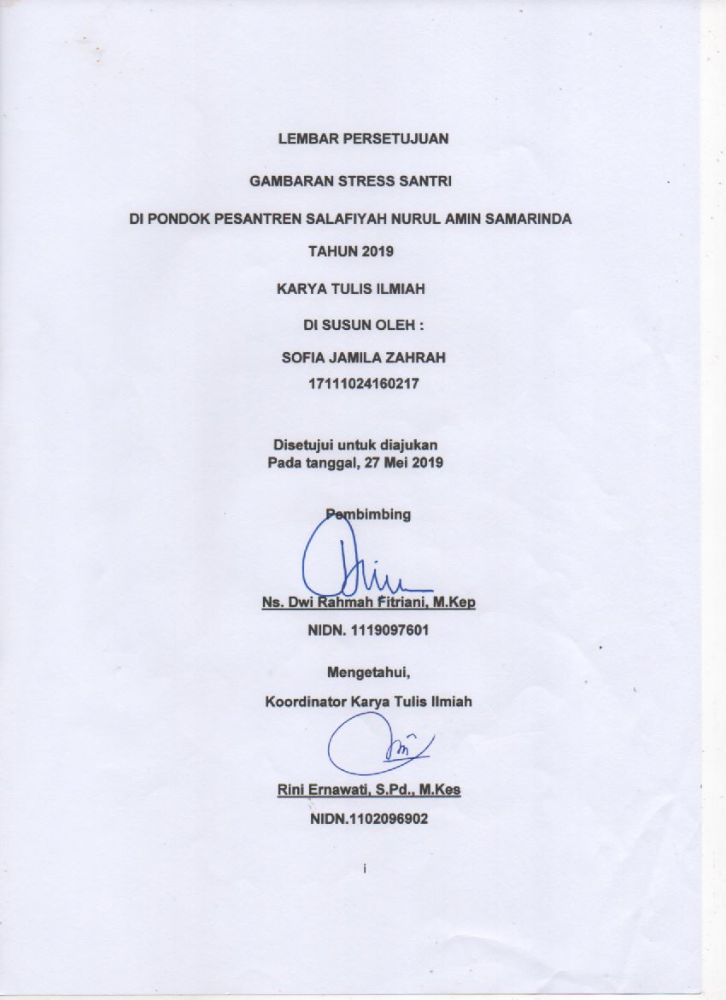 LEMBAR PERSETUJUAN
GAMBARAN STRESS SANTRI
DI PONDOK PESANTREN SALAFIYAH NURUL AMIN SAMARINDA
TAHUN 2019
KARYA TULIS ILMIAH
DI SUSUN OLEH :
SOFIA JAMILA ZAHRAH
17111024160217
Disetujui untuk diajukan
Pada tanggal, 27 Mei 2019
Pembimbing
Ns. Dwi Rahmah Fitriani, M.Kep
NIDN. 1119097601
Mengetahui,
Koordinator Karya Tulis Ilmiah
Rini Ernawati, S.Pd., M.Kes
NIDN.1102096902
i